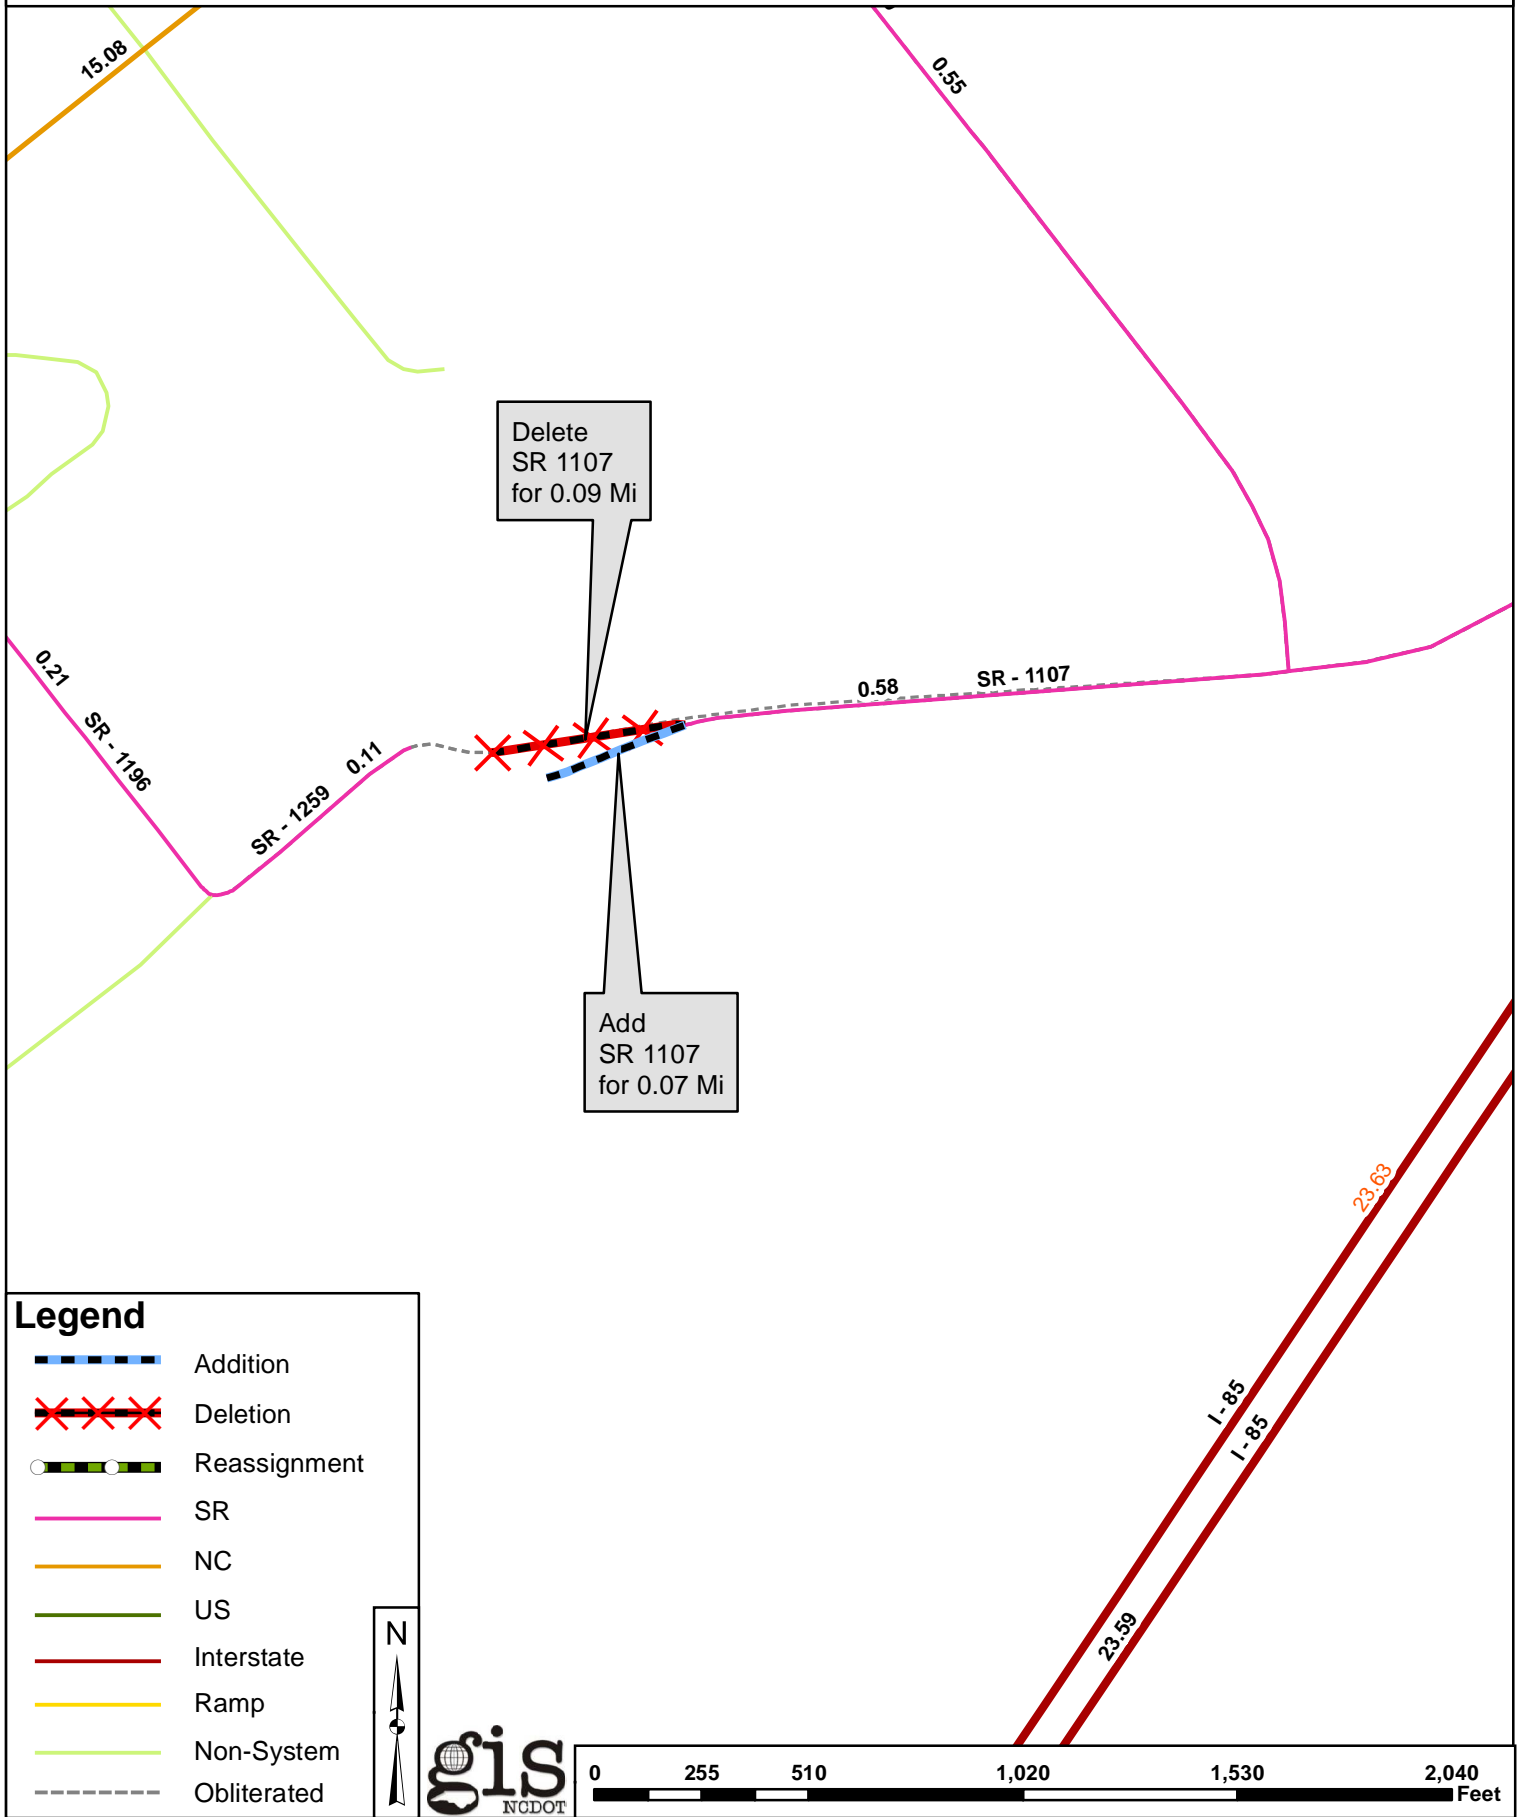 15.08
0.55
Delete
SR 1107
for 0.09 Mi
0.21
SR - 1196
0.11
SR - 1259
0.58
SR - 1107
Add
SR 1107
for 0.07 Mi
23.63
I - 85
I - 85
23.59
Legend
Addition
Deletion
Reassignment
SR
NC
US
Interstate
Ramp
Non-System
Obliterated
N
gis
NCDOT
0 255 510 1,020 1,530 2,040
Feet